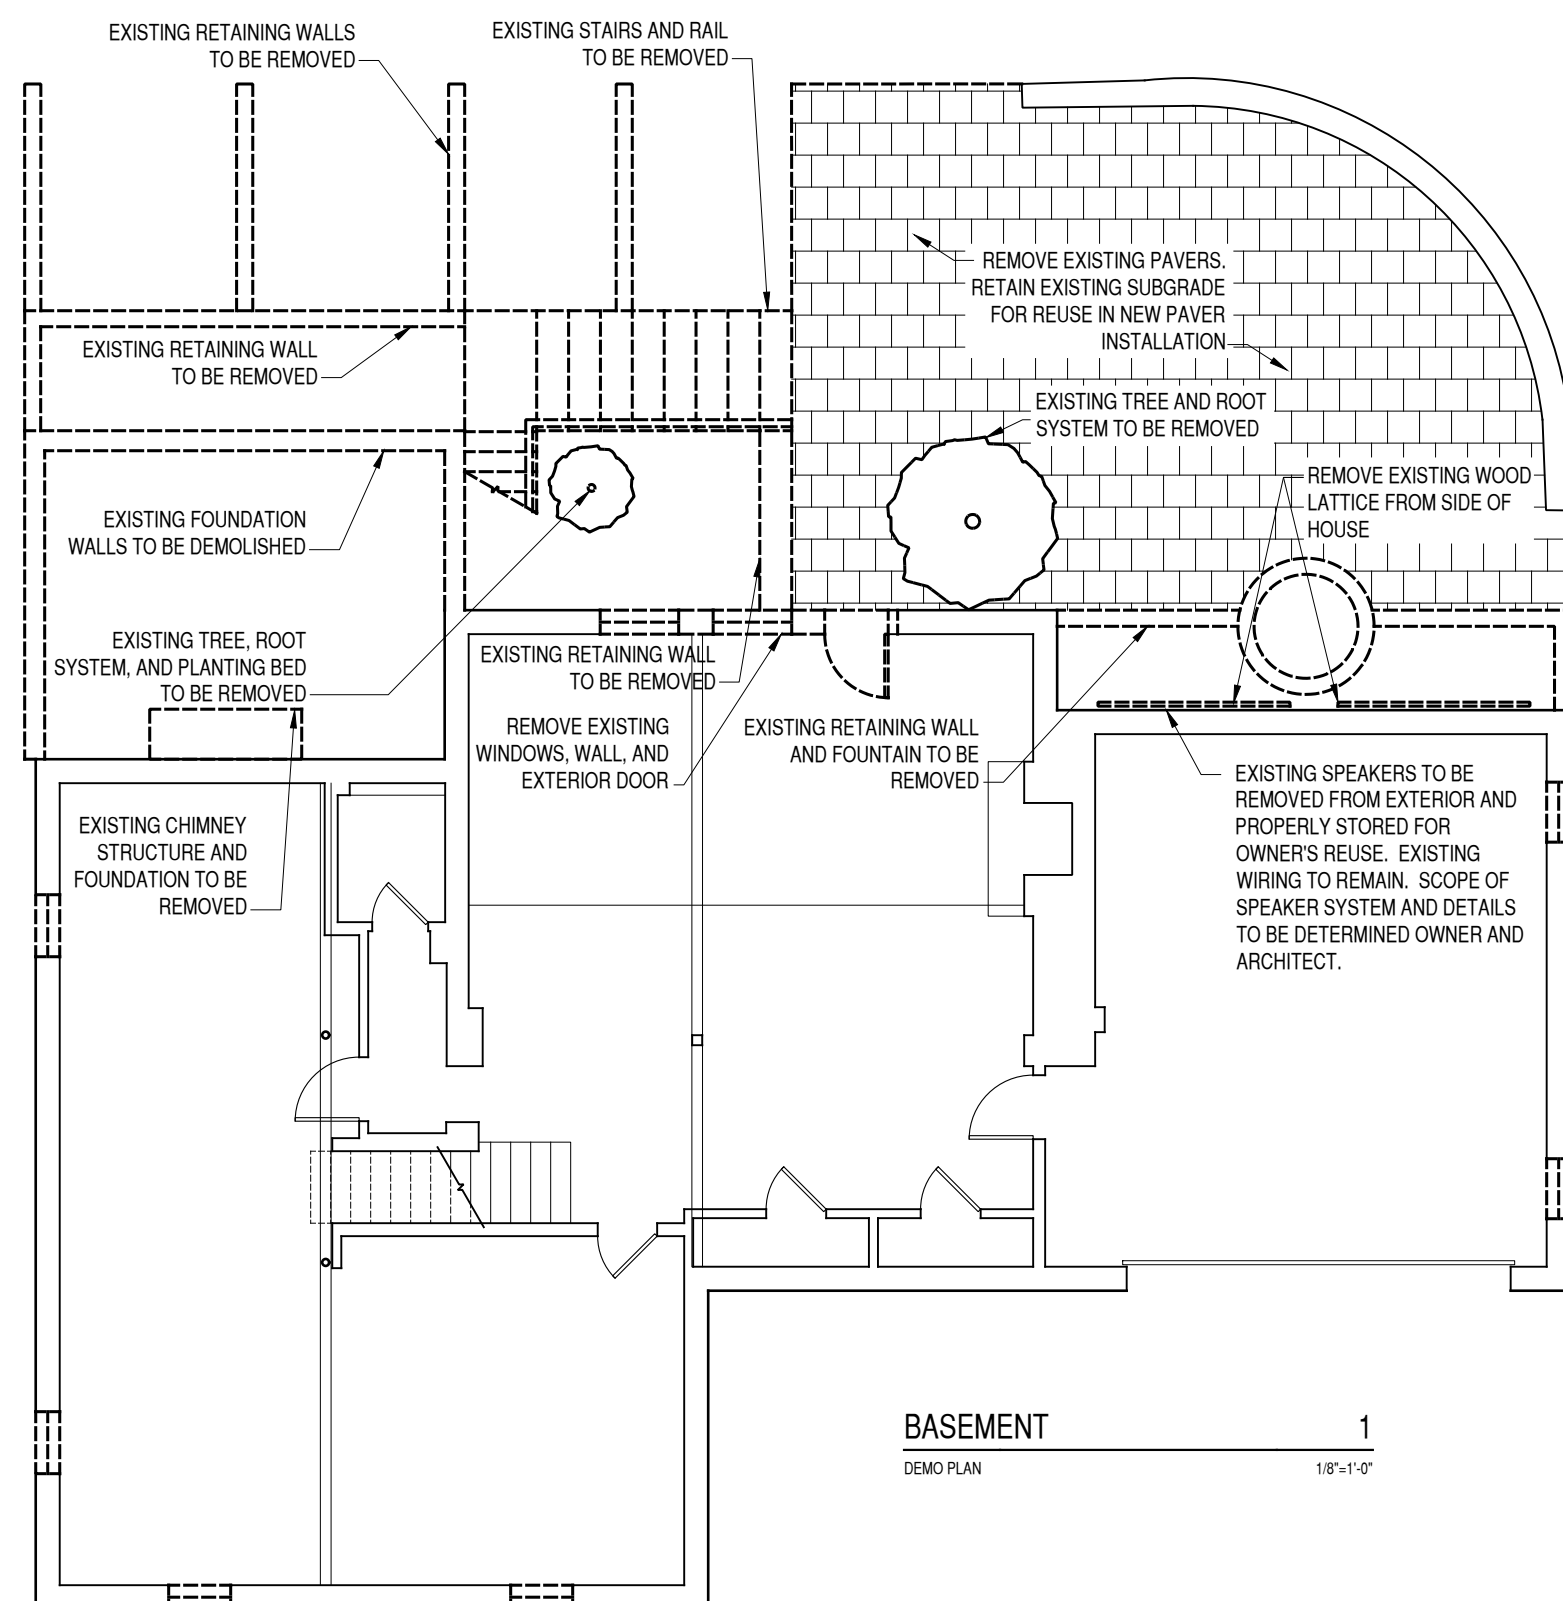 EXISTING RETAINING WALLS
TO BE REMOVED
EXISTING STAIRS AND RAIL
TO BE REMOVED
REMOVE EXISTING PAVERS.
RETAIN EXISTING SUBGRADE
FOR REUSE IN NEW PAVER
INSTALLATION
EXISTING RETAINING WALL
TO BE REMOVED
EXISTING TREE AND ROOT
SYSTEM TO BE REMOVED
REMOVE EXISTING WOOD
LATTICE FROM SIDE OF
HOUSE
EXISTING FOUNDATION
WALLS TO BE DEMOLISHED
EXISTING TREE, ROOT
SYSTEM, AND PLANTING BED
TO BE REMOVED
EXISTING RETAINING WALL
TO BE REMOVED
REMOVE EXISTING
WINDOWS, WALL, AND
EXTERIOR DOOR
EXISTING RETAINING WALL
AND FOUNTAIN TO BE
REMOVED
EXISTING SPEAKERS TO BE
REMOVED FROM EXTERIOR AND
PROPERLY STORED FOR
OWNER'S REUSE.  EXISTING
WIRING TO REMAIN.  SCOPE OF
SPEAKER SYSTEM AND DETAILS
TO BE DETERMINED OWNER AND
ARCHITECT.
EXISTING CHIMNEY
STRUCTURE AND
FOUNDATION TO BE
REMOVED
BASEMENT 1
DEMO PLAN 1/8"=1'-0"